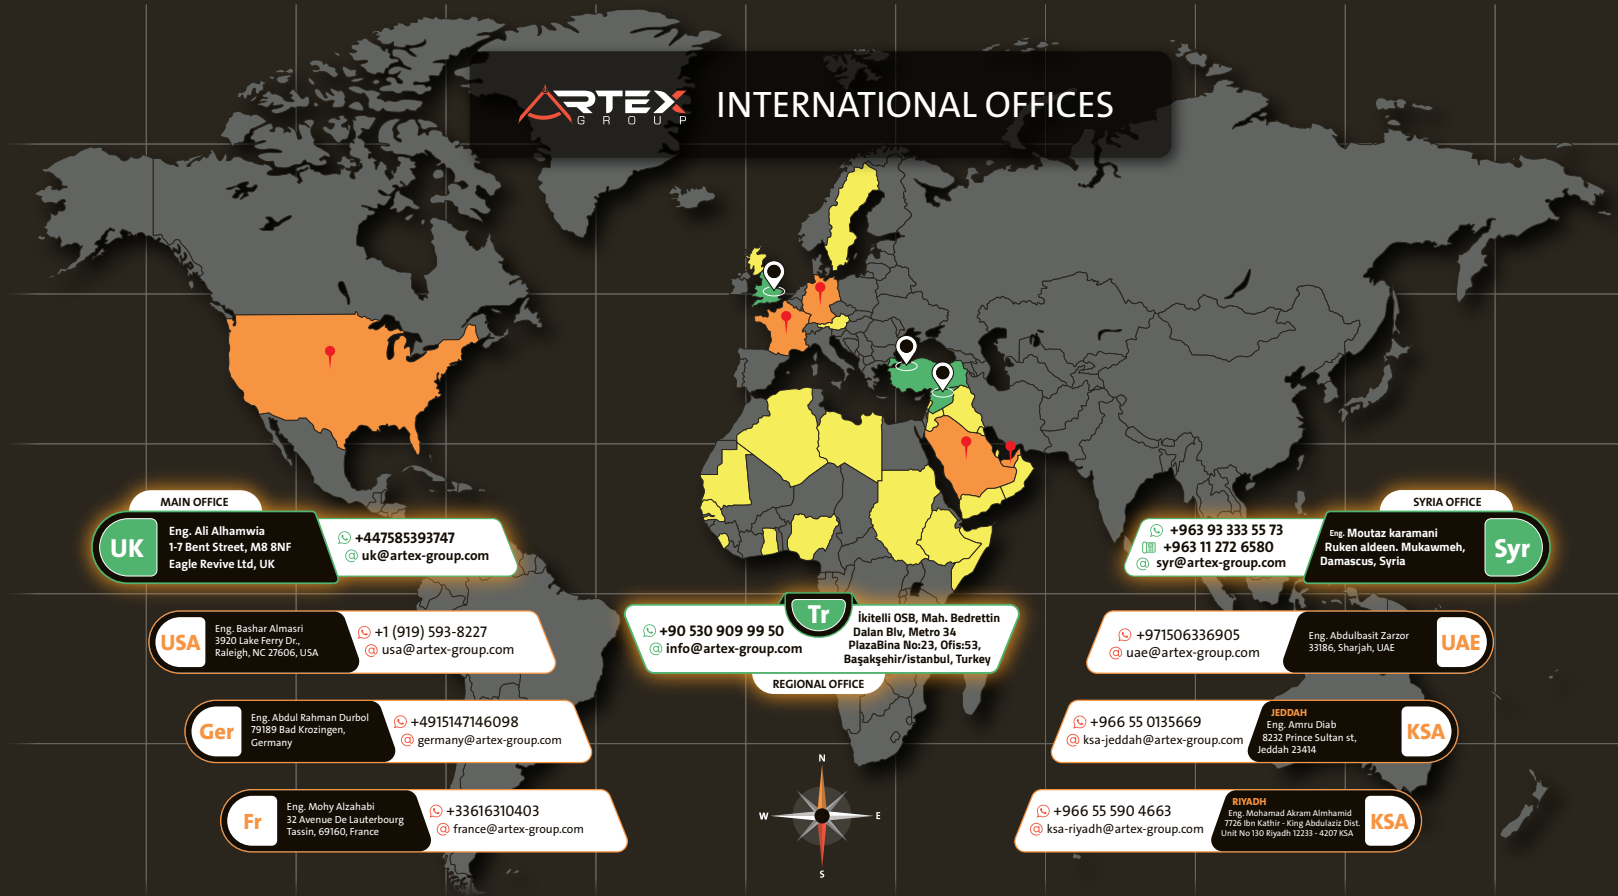 ARTEX
GROUP
INTERNATIONAL OFFICES
MAIN OFFICE
UK
Eng. Ali Alhamwia
1-7 Bent Street, M8 8NF
Eagle Revive Ltd, UK
+447585393747
@ uk@artex-group.com
USA
Eng. Bashar Almasri
3920 Lake Ferry Dr.,
Raleigh, NC 27606, USA
+1 (919) 593-8227
@ usa@artex-group.com
Ger
Eng. Abdul Rahman Durbol
79189 Bad Krozingen,
Germany
+4915147146098
@ germany@artex-group.com
Fr
Eng. Mohy Alzahabi
32 Avenue De Lauterbourg
Tassin, 69160, France
+33616310403
@ france@artex-group.com
Tr
+90 530 909 99 50
@ info@artex-group.com
İkitelli OSB, Mah. Bedrettin
Dalan Blv, Metro 34
PlazaBina No:23, Ofis:53,
Başakşehir/istanbul, Turkey
REGIONAL OFFICE
N
W
E
S
SYRIA OFFICE
+963 93 333 55 73
+963 11 272 6580
@ syr@artex-group.com
Eng. Moutaz karamani
Ruken aldeen. Mukawmeh,
Damascus, Syria
Syr
+971506336905
@ uae@artex-group.com
Eng. Abdulbasit Zarzor
33186, Sharjah, UAE
UAE
+966 55 0135669
@ ksa-jeddah@artex-group.com
JEDDAH
Eng. Amru Diab
8232 Prince Sultan st,
Jeddah 23414
KSA
+966 55 590 4663
@ ksa-riyadh@artex-group.com
RIYADH
Eng. Mohamad Akram Almhamid
7726 Ibn Kathir - King Abdulaziz Dist.
Unit No 130 Riyadh 12233 - 4207 KSA
KSA